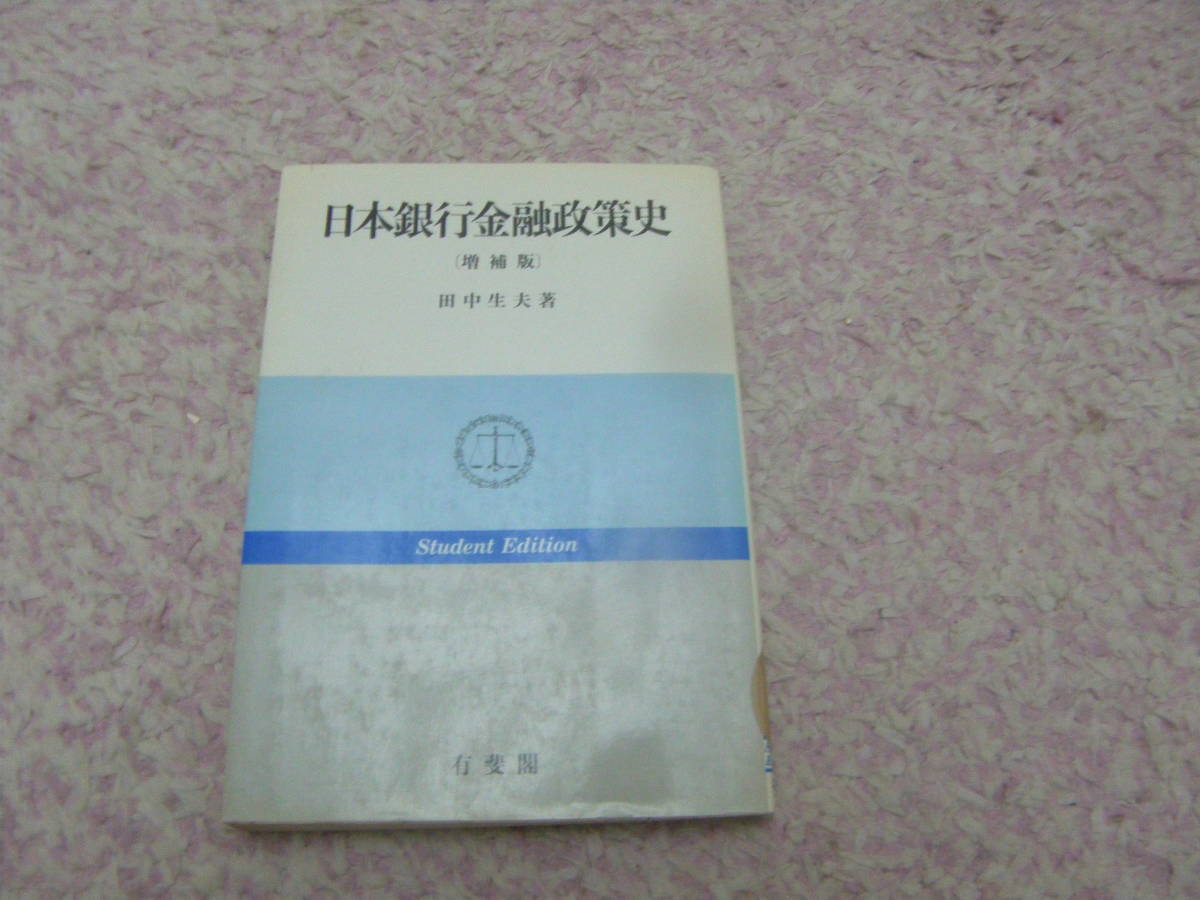 日本銀行金融政策史
〔増補版〕
田中生夫著
Student Edition
有斐閣